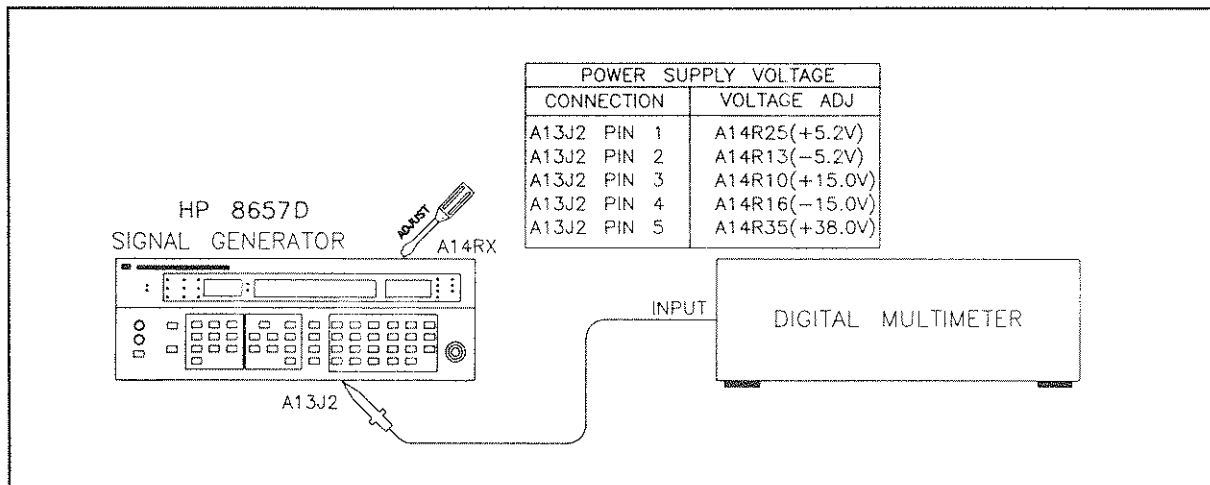 POWER SUPPLY VOLTAGE
CONNECTION VOLTAGE ADJ
A13J2 PIN 1 A14R25(+5.2V)
A13J2 PIN 2 A14R13(−5.2V)
A13J2 PIN 3 A14R10(+15.0V)
A13J2 PIN 4 A14R16(−15.0V)
A13J2 PIN 5 A14R35(+38.0V)
HP 8657D
SIGNAL GENERATOR
ADJUST
A14RX
INPUT
DIGITAL MULTIMETER
A13J2